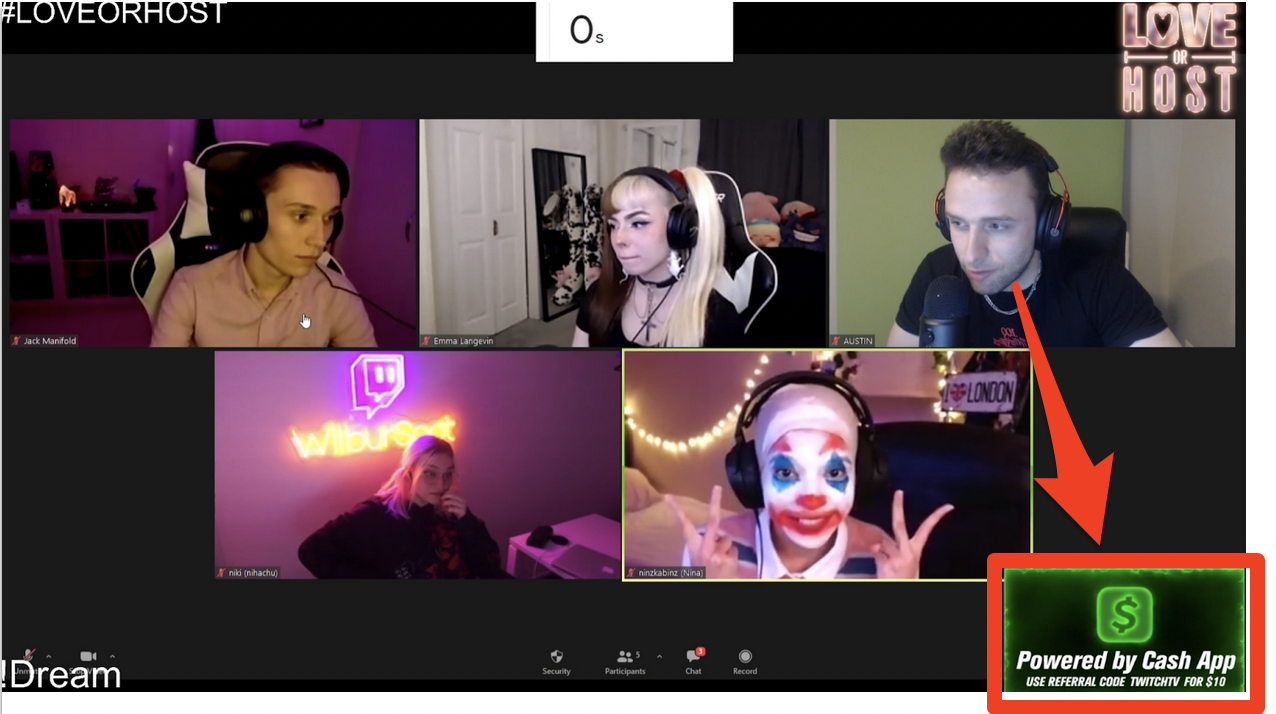 #LOVEORHOST
0s
LOVE
OR
HOST
Jack Manifold
Emma Langevin
AUSTIN
WilburSoot
I LONDON
niki (nihachu)
ninzkabinz (Nina)
Security
Participants
5
Chat
3
Record
!Dream
$
Powered by Cash App
USE REFERRAL CODE TWITCHTV FOR $10